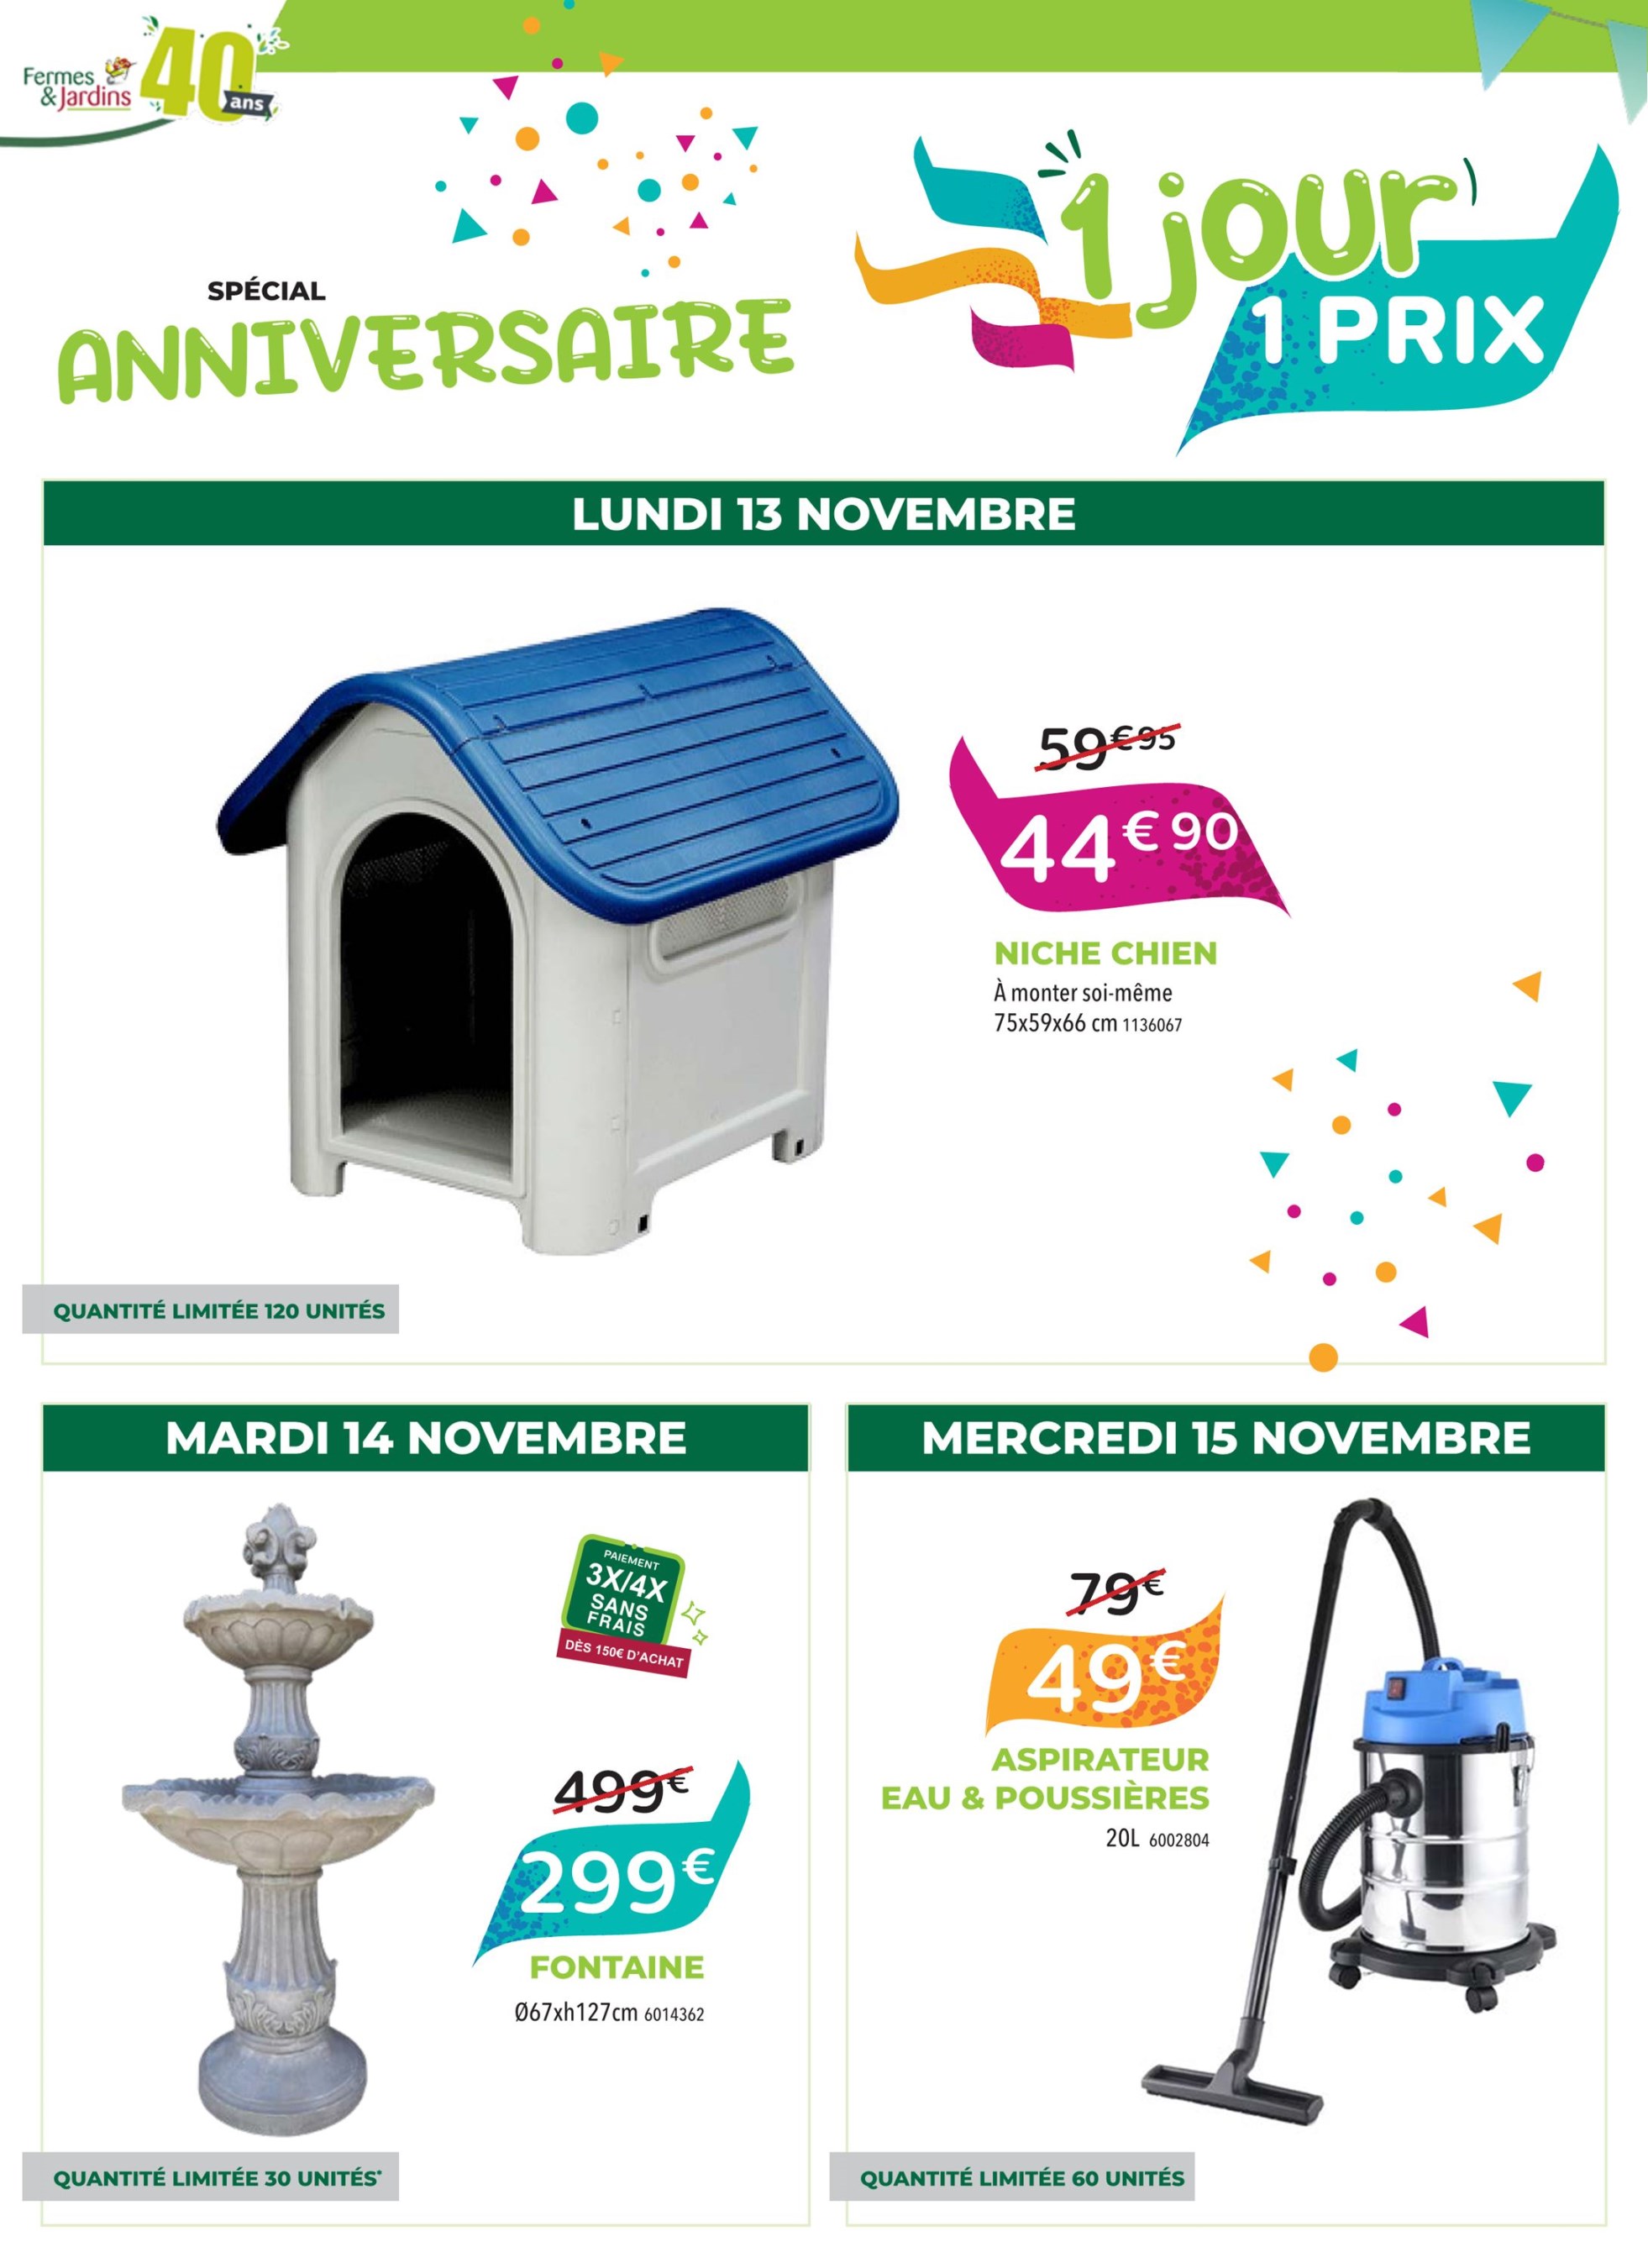 Fermes
&Jardins
40
ans
SPÉCIAL
ANNIVERSAIRE
1 jour
1 PRIX
LUNDI 13 NOVEMBRE
59€95
44€90
NICHE CHIEN
À monter soi-même
75x59x66 cm 1136067
QUANTITÉ LIMITÉE 120 UNITÉS
MARDI 14 NOVEMBRE
PAIEMENT
3X/4X
SANS
FRAIS
DÈS 150€ D'ACHAT
499€
299€
FONTAINE
Ø67xh127cm 6014362
QUANTITÉ LIMITÉE 30 UNITÉS*
MERCREDI 15 NOVEMBRE
79€
49€
ASPIRATEUR
EAU & POUSSIÈRES
20L 6002804
QUANTITÉ LIMITÉE 60 UNITÉS